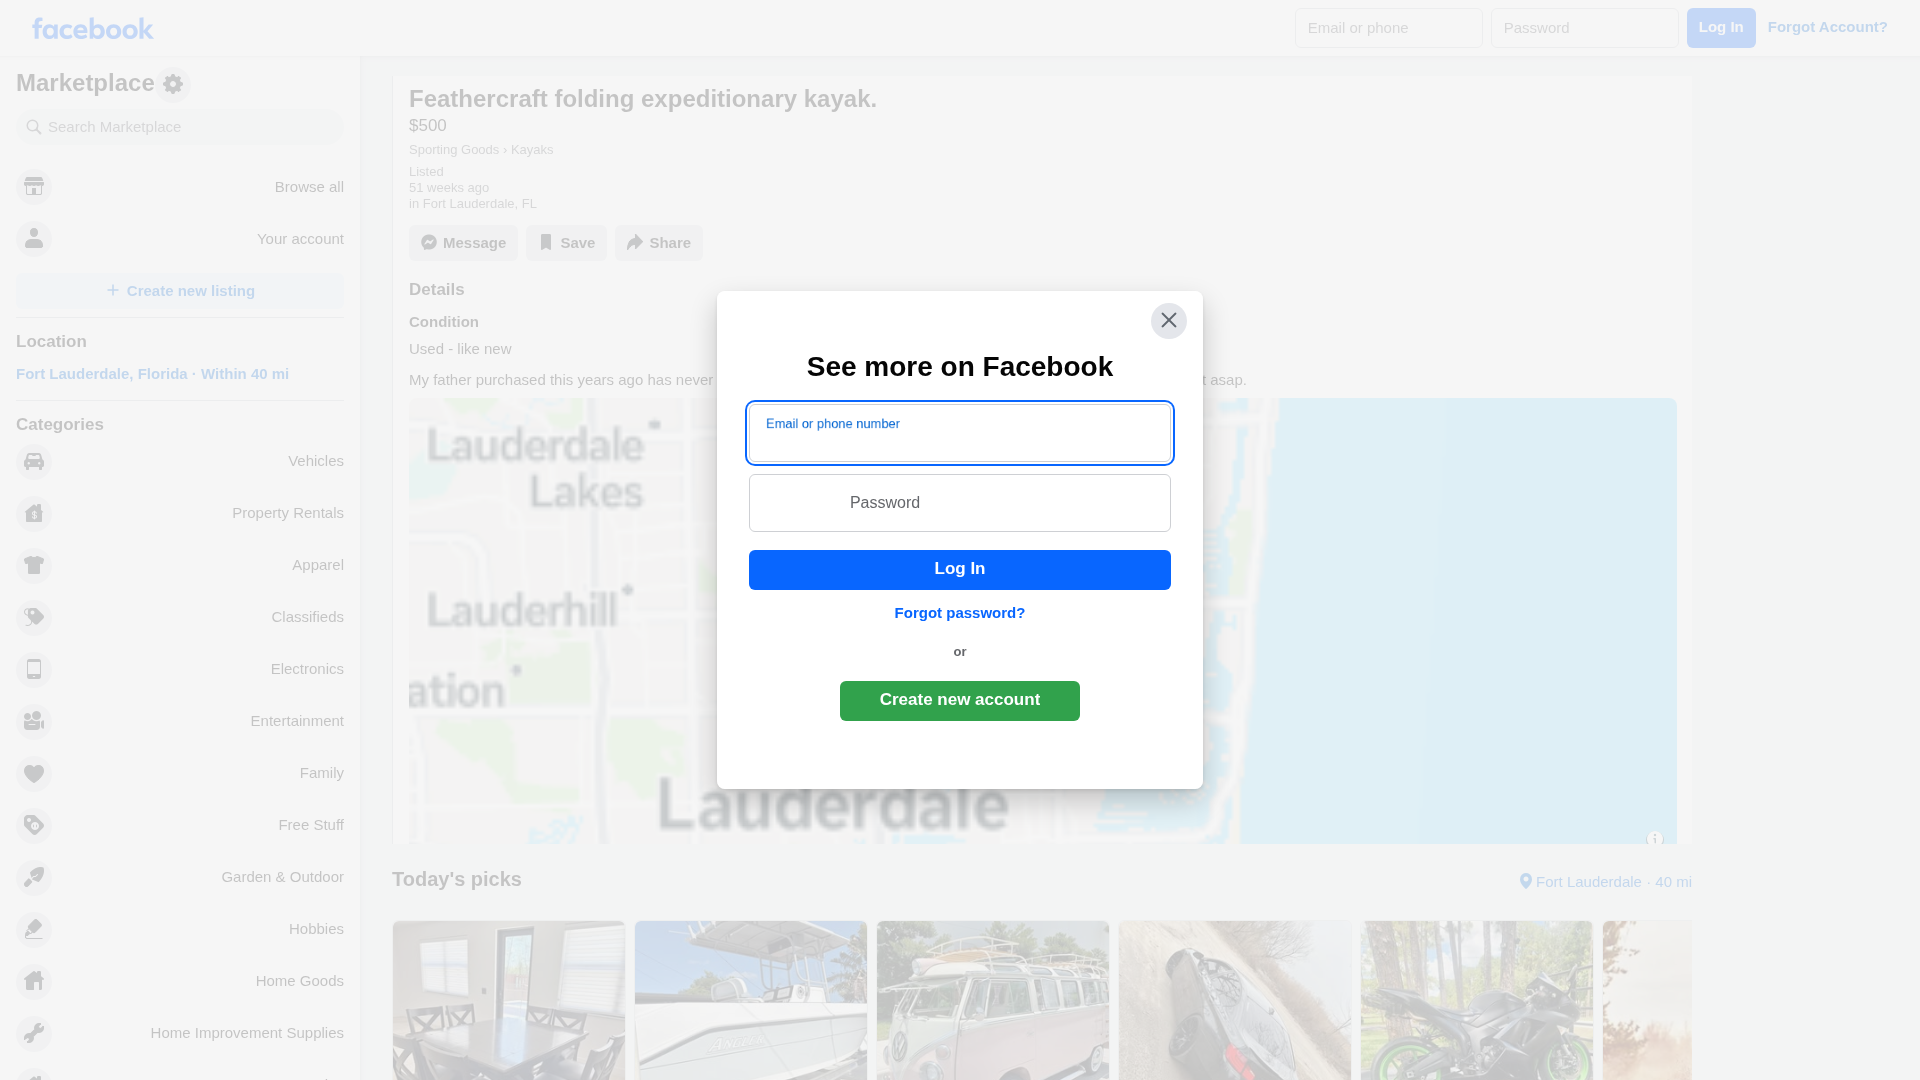 facebook
Email or phone
Password
Log In
Forgot Account?
Marketplace
Search Marketplace
Browse all
Your account
Create new listing
Location
Fort Lauderdale, Florida · Within 40 mi
Categories
Vehicles
Property Rentals
Apparel
Classifieds
Electronics
Entertainment
Family
Free Stuff
Garden & Outdoor
Hobbies
Home Goods
Home Improvement Supplies
Feathercraft folding expeditionary kayak.
$500
Sporting Goods › Kayaks
Listed
51 weeks ago
in Fort Lauderdale, FL
Message
Save
Share
Details
Condition
Used - like new
My father purchased this years ago has never
asap.
Lauderdale
Lakes
Lauderhill
ation
Lauderdale
See more on Facebook
Email or phone number
Password
Log In
Forgot password?
or
Create new account
Today's picks
Fort Lauderdale · 40 mi